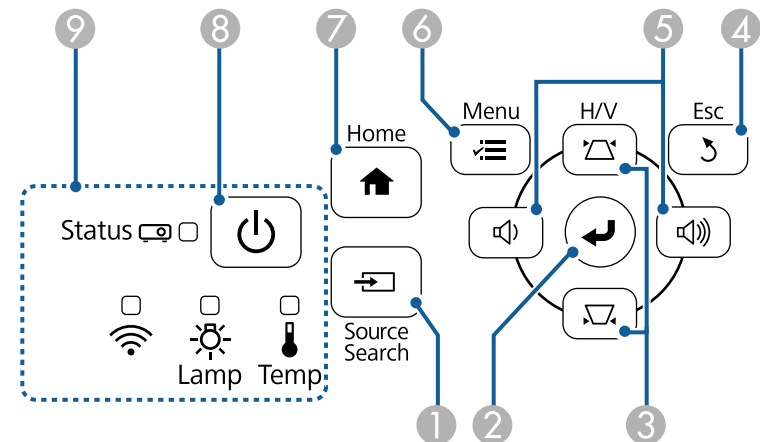 9 8 7 6 5 4
Menu H/V Esc
Home
Status
Source
Search
Lamp Temp
1 2 3